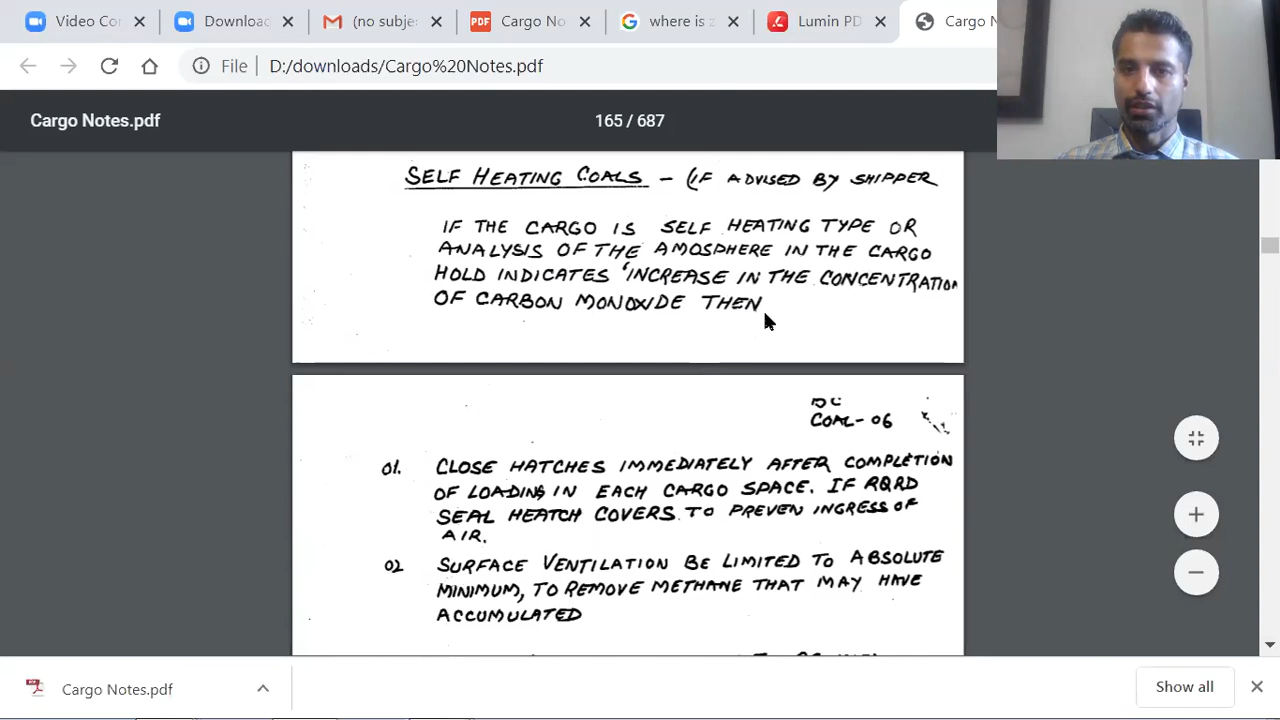 Video Con
Downloa
(no subje
Cargo No
where is z
Lumin PD
Cargo N
File
D:/downloads/Cargo%20Notes.pdf
Cargo Notes.pdf
165 / 687
SELF HEATING COALS - (IF ADVISED BY SHIPPER
IF THE CARGO IS SELF HEATING TYPE OR
ANALYSIS OF THE AMOSPHERE IN THE CARGO
HOLD INDICATES 'INCREASE IN THE CONCENTRATION
OF CARBON MONOXIDE THEN
COAL-06
01. CLOSE HATCHES IMMEDIATELY AFTER COMPLETION
OF LOADING IN EACH CARGO SPACE. IF RQRD
SEAL HEATCH COVERS TO PREVEN INGRESS OF
AIR.
02 SURFACE VENTILATION BE LIMITED TO ABSOLUTE
MINIMUM, TO REMOVE METHANE THAT MAY HAVE
ACCUMULATED
Cargo Notes.pdf
Show all